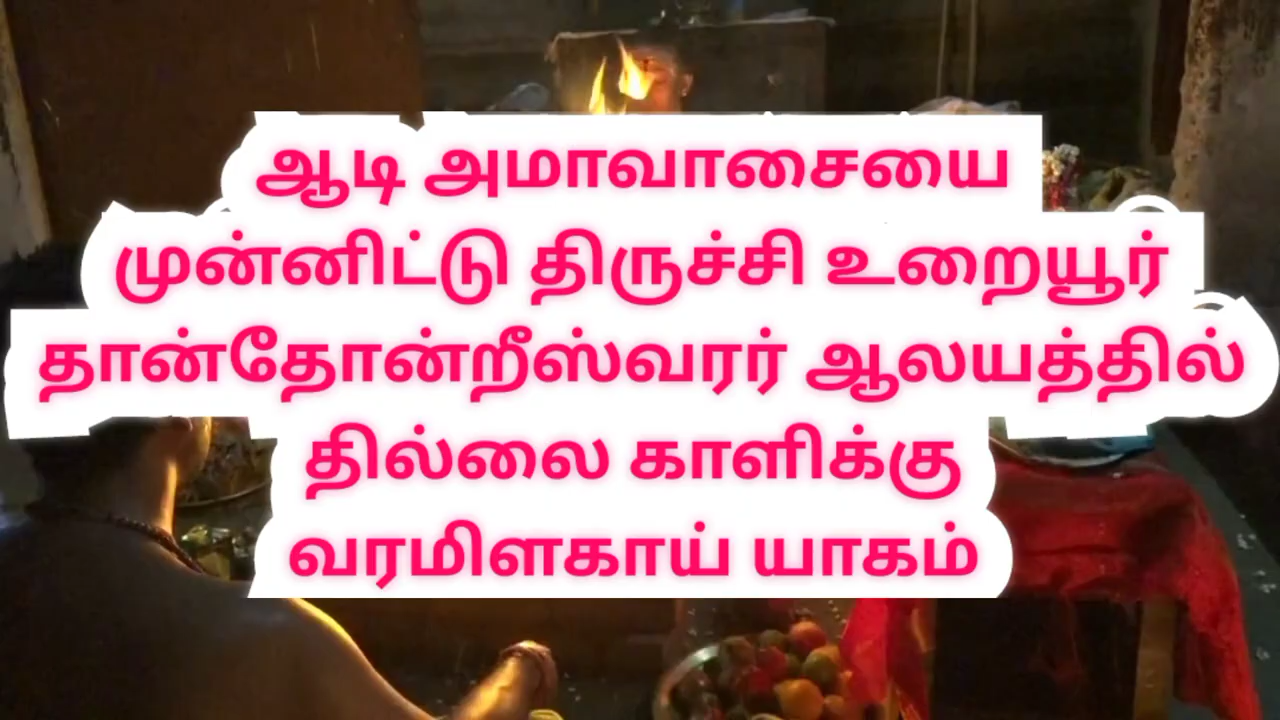 ஆடி அமாவாசையை
முன்னிட்டு திருச்சி உறையூர்
தான்தோன்றீஸ்வரர் ஆலயத்தில்
தில்லை காளிக்கு
வரமிளகாய் யாகம்